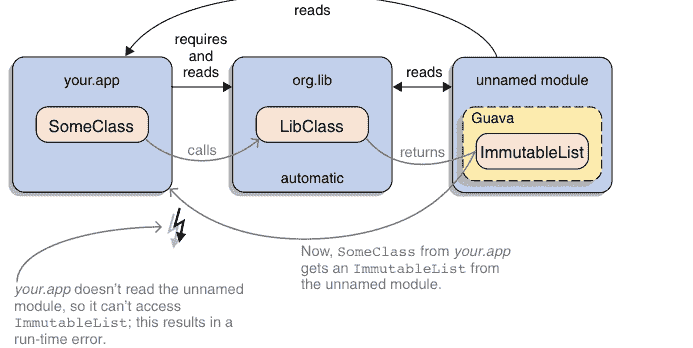 reads
requires
and
reads
your.app
org.lib
reads
unnamed module
Guava
SomeClass
LibClass
ImmutableList
calls
returns
automatic
Now, SomeClass from your.app
gets an ImmutableList from
the unnamed module.
your.app doesn’t read the unnamed
module, so it can’t access
ImmutableList; this results in a
run-time error.